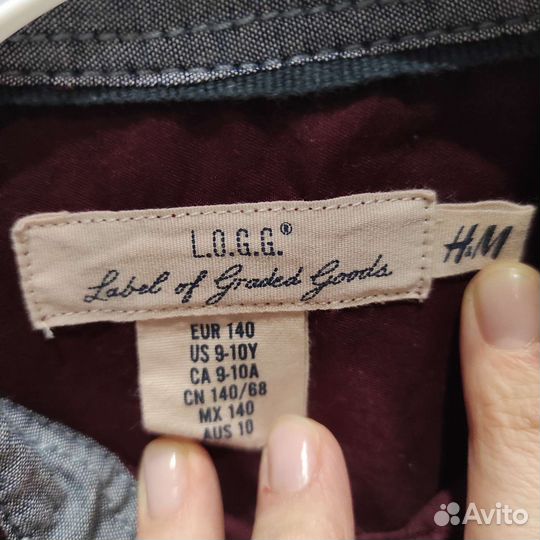 L.O.G.G.®
Label of Graded Goods
H&M
EUR 140
US 9-10Y
CA 9-10A
CN 140/68
MX 140
AUS 10
Avito